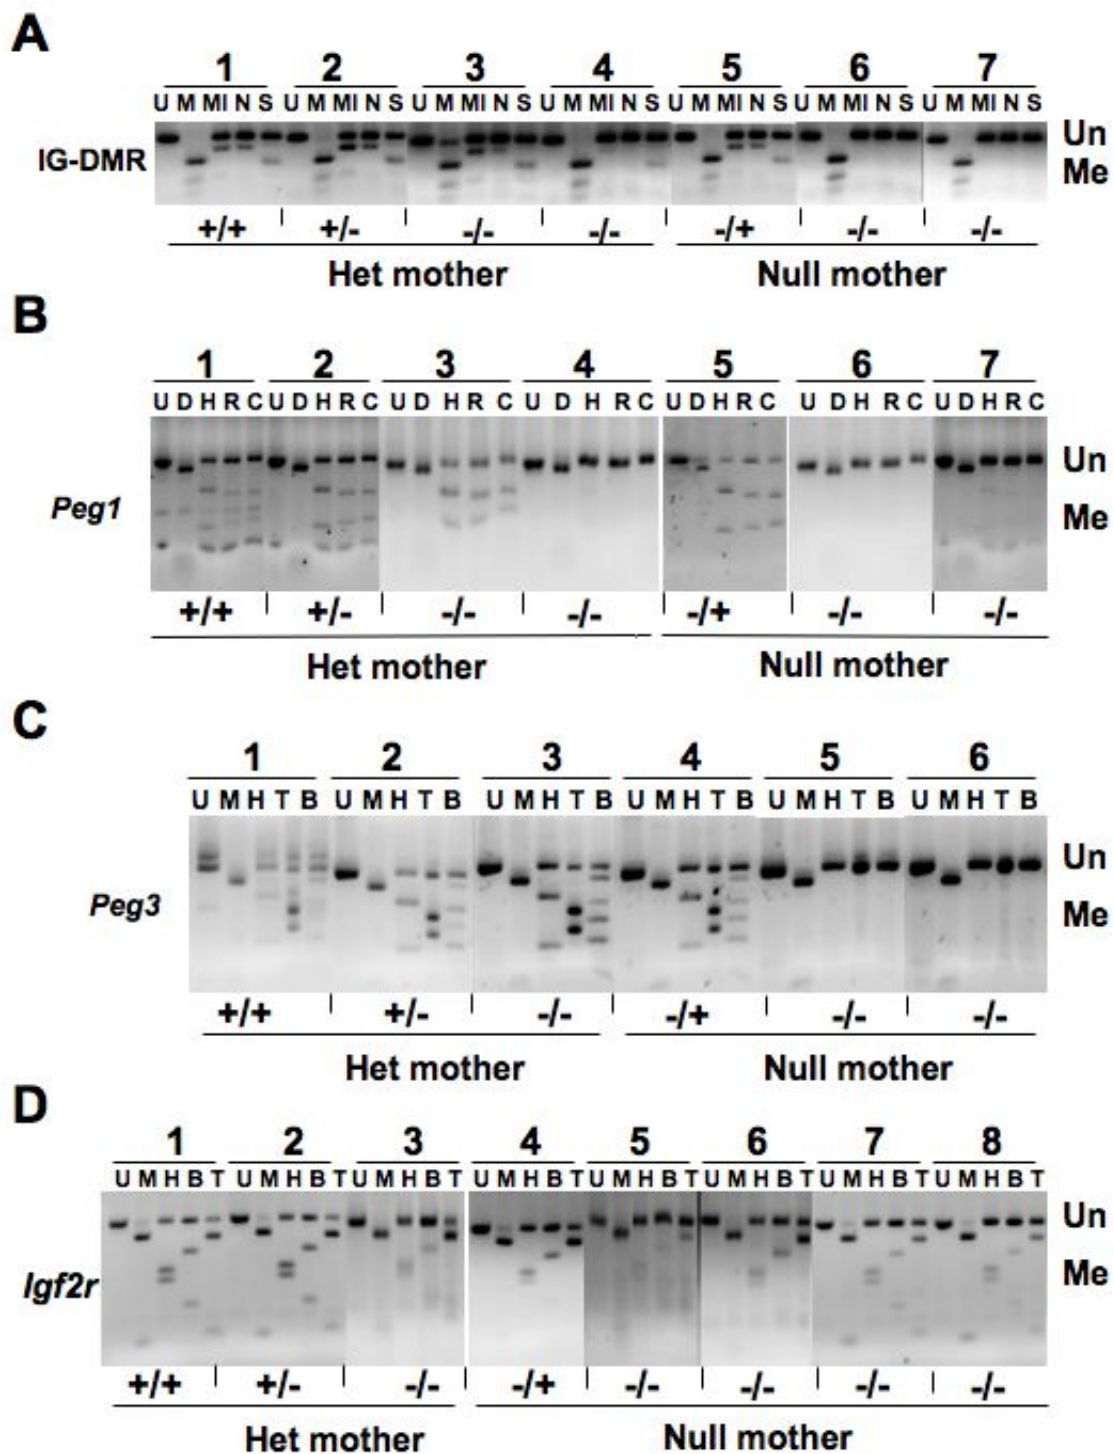 A
1 2 3 4 5 6 7
U M MI N S U M MI N S U M MI N S U M MI N S U M MI N S U M MI N S U M MI N S
Un
IG-DMR
Me
+/+ +/- -/- -/- -/+ -/- -/-
Het mother Null mother
B
1 2 3 4 5 6 7
U D H R C U D H R C U D H R C U D H R C U D H R C U D H R C U D H R C
Un
Peg1
Me
+/+ +/- -/- -/- -/+ -/- -/-
Het mother Null mother
C
1 2 3 4 5 6
U M H T B U M H T B U M H T B U M H T B U M H T B U M H T B
Un
Peg3
Me
+/+ +/- -/- -/+ -/- -/-
Het mother Null mother
D
1 2 3 4 5 6 7 8
U M H B T U M H B T U M H B T U M H B T U M H B T U M H B T U M H B T U M H B T
Un
Igf2r
Me
+/+ +/- -/- -/+ -/- -/- -/- -/-
Het mother Null mother